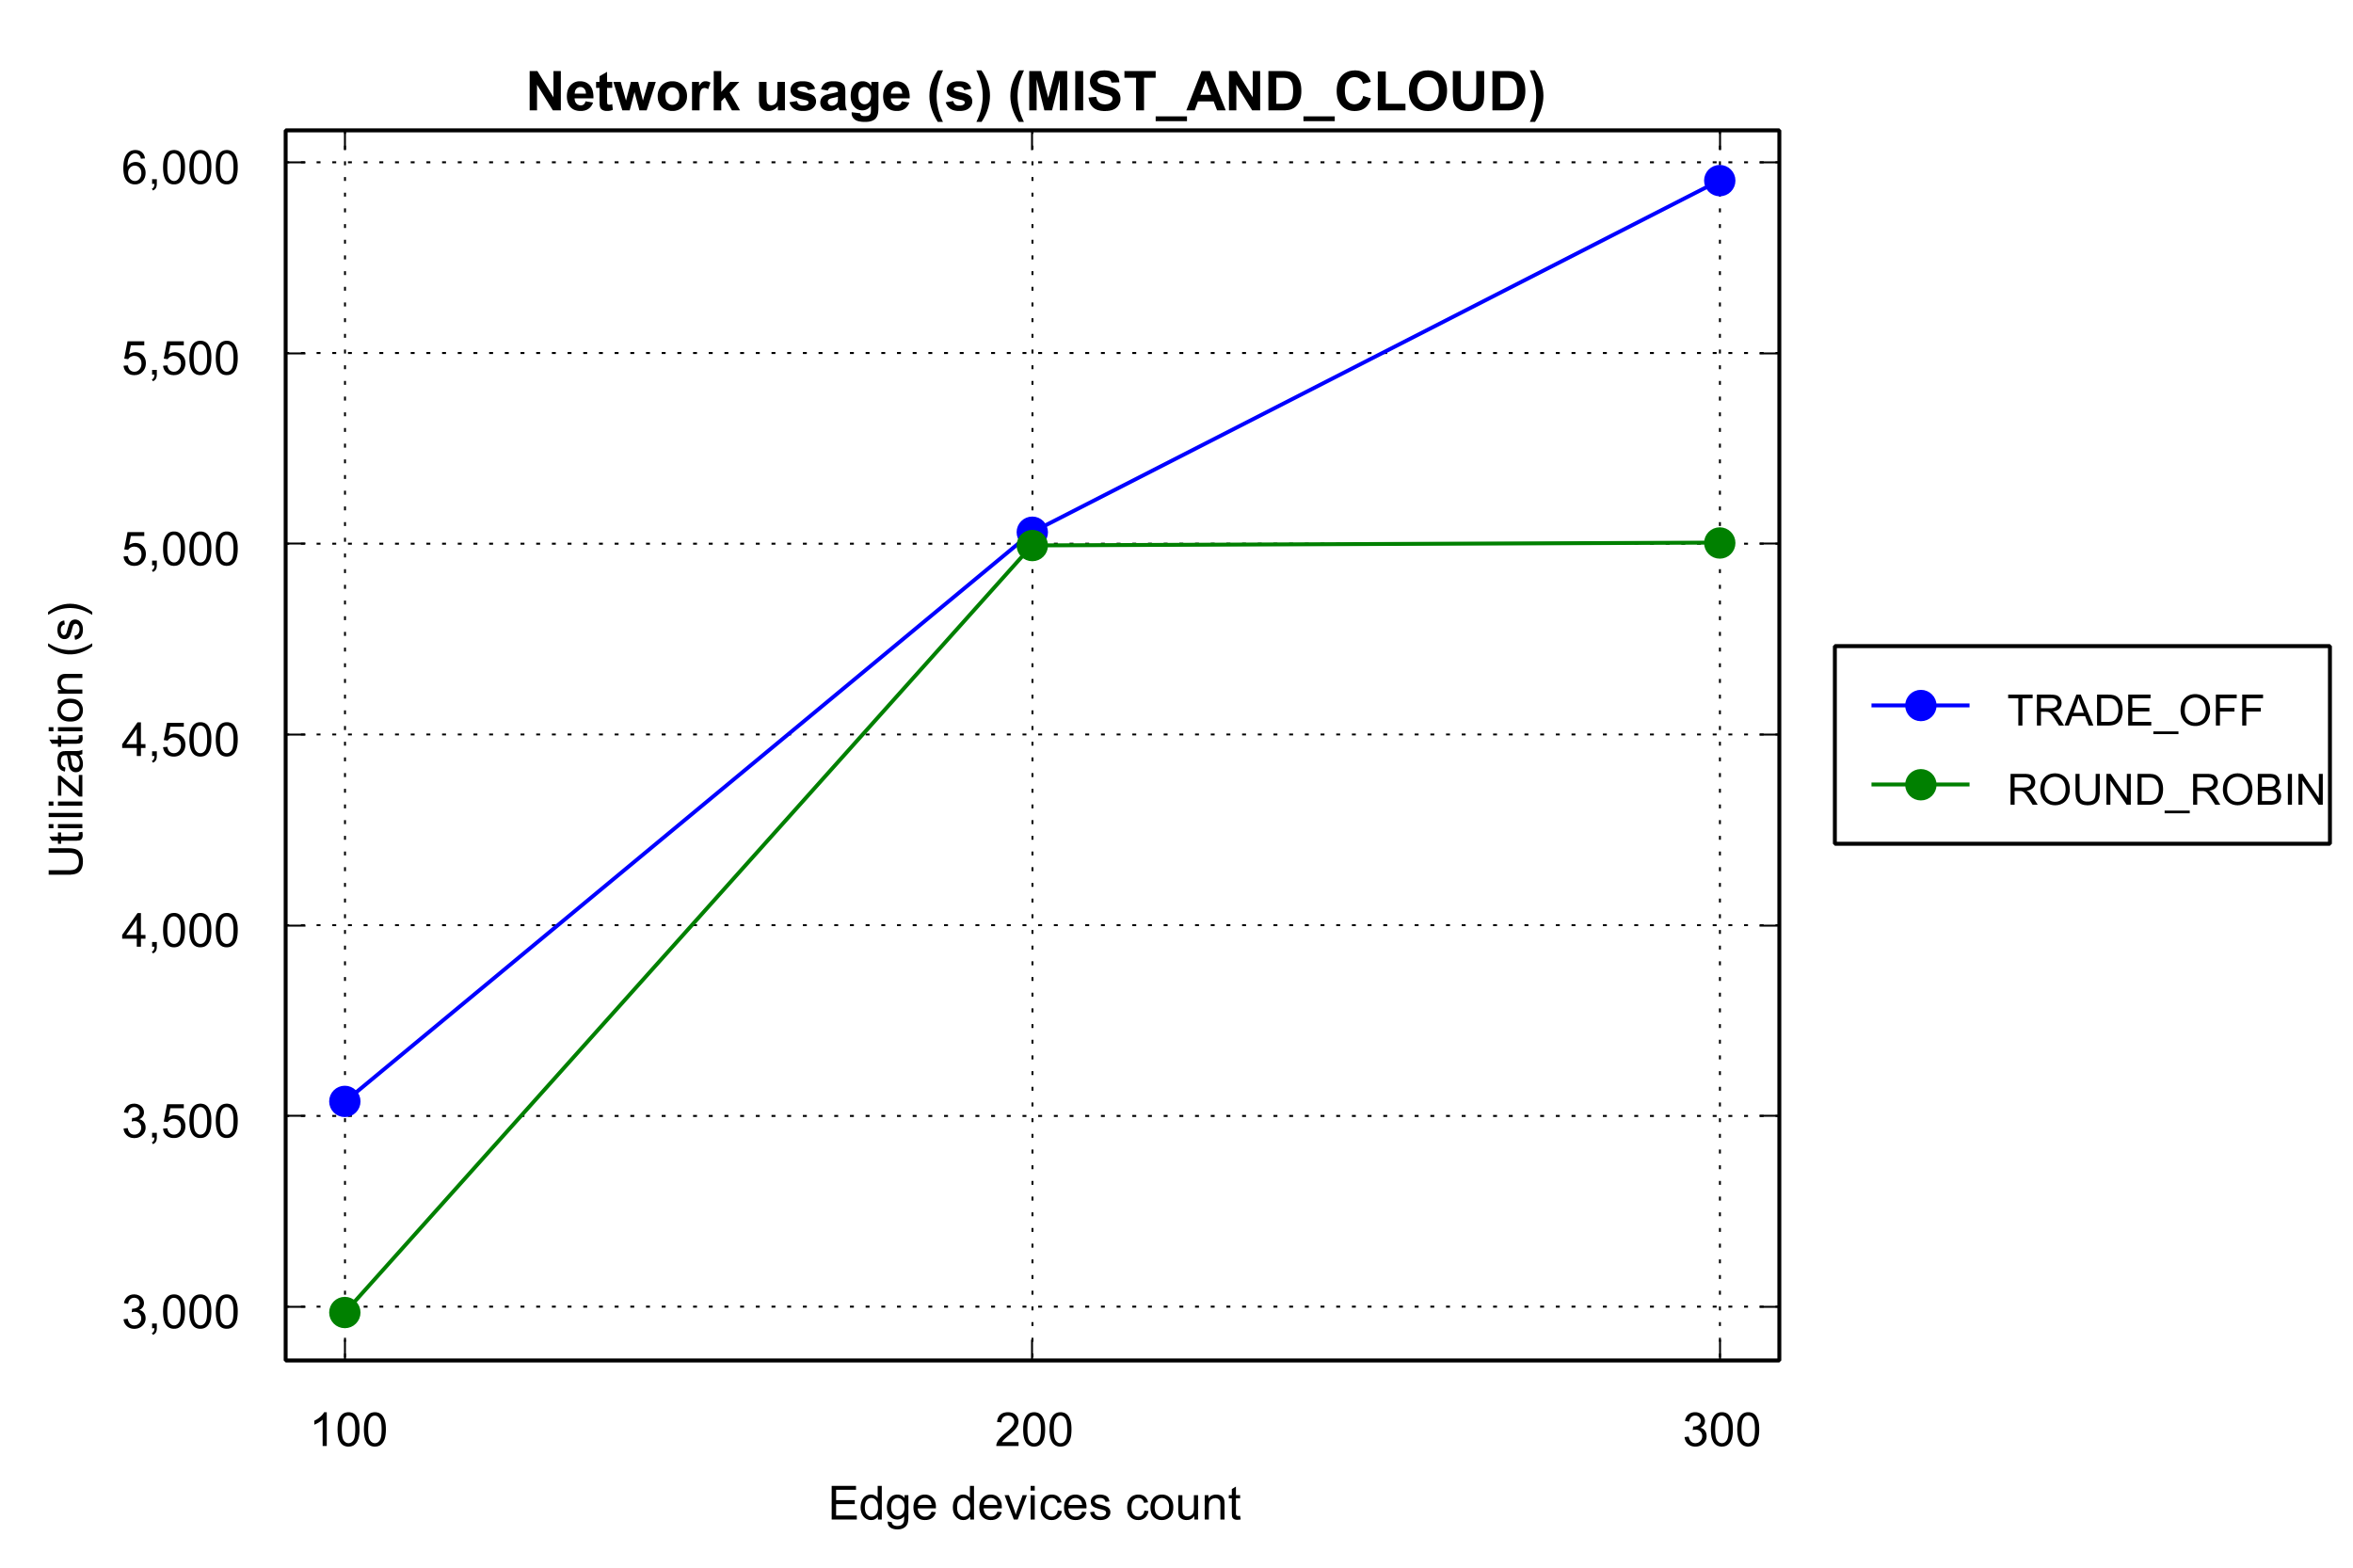 Network usage (s) (MIST_AND_CLOUD)
6,000
5,500
5,000
4,500
4,000
3,500
3,000
Utilization (s)
100
200
300
Edge devices count
TRADE_OFF
ROUND_ROBIN